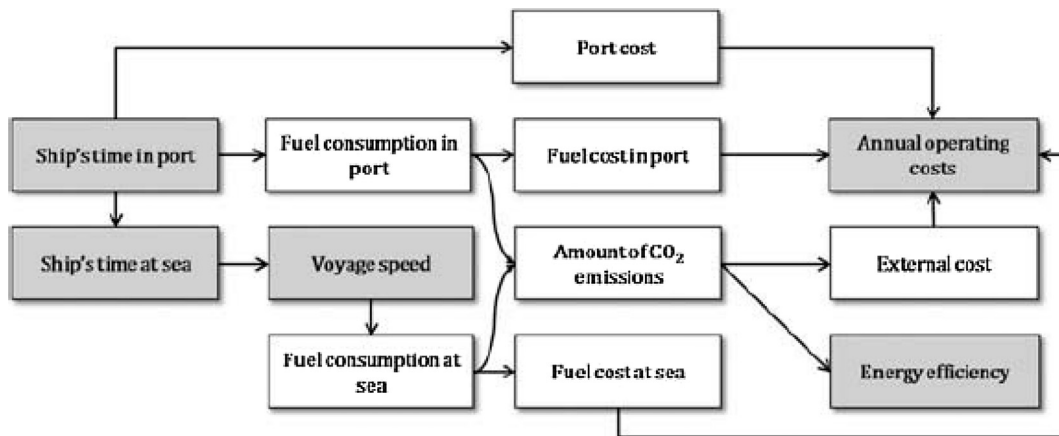 Port cost
Ship's time in port
Fuel consumption in
port
Fuel cost in port
Annual operating
costs
Ship's time at sea
Voyage speed
Amount of CO₂
emissions
External cost
Fuel consumption at
sea
Fuel cost at sea
Energy efficiency